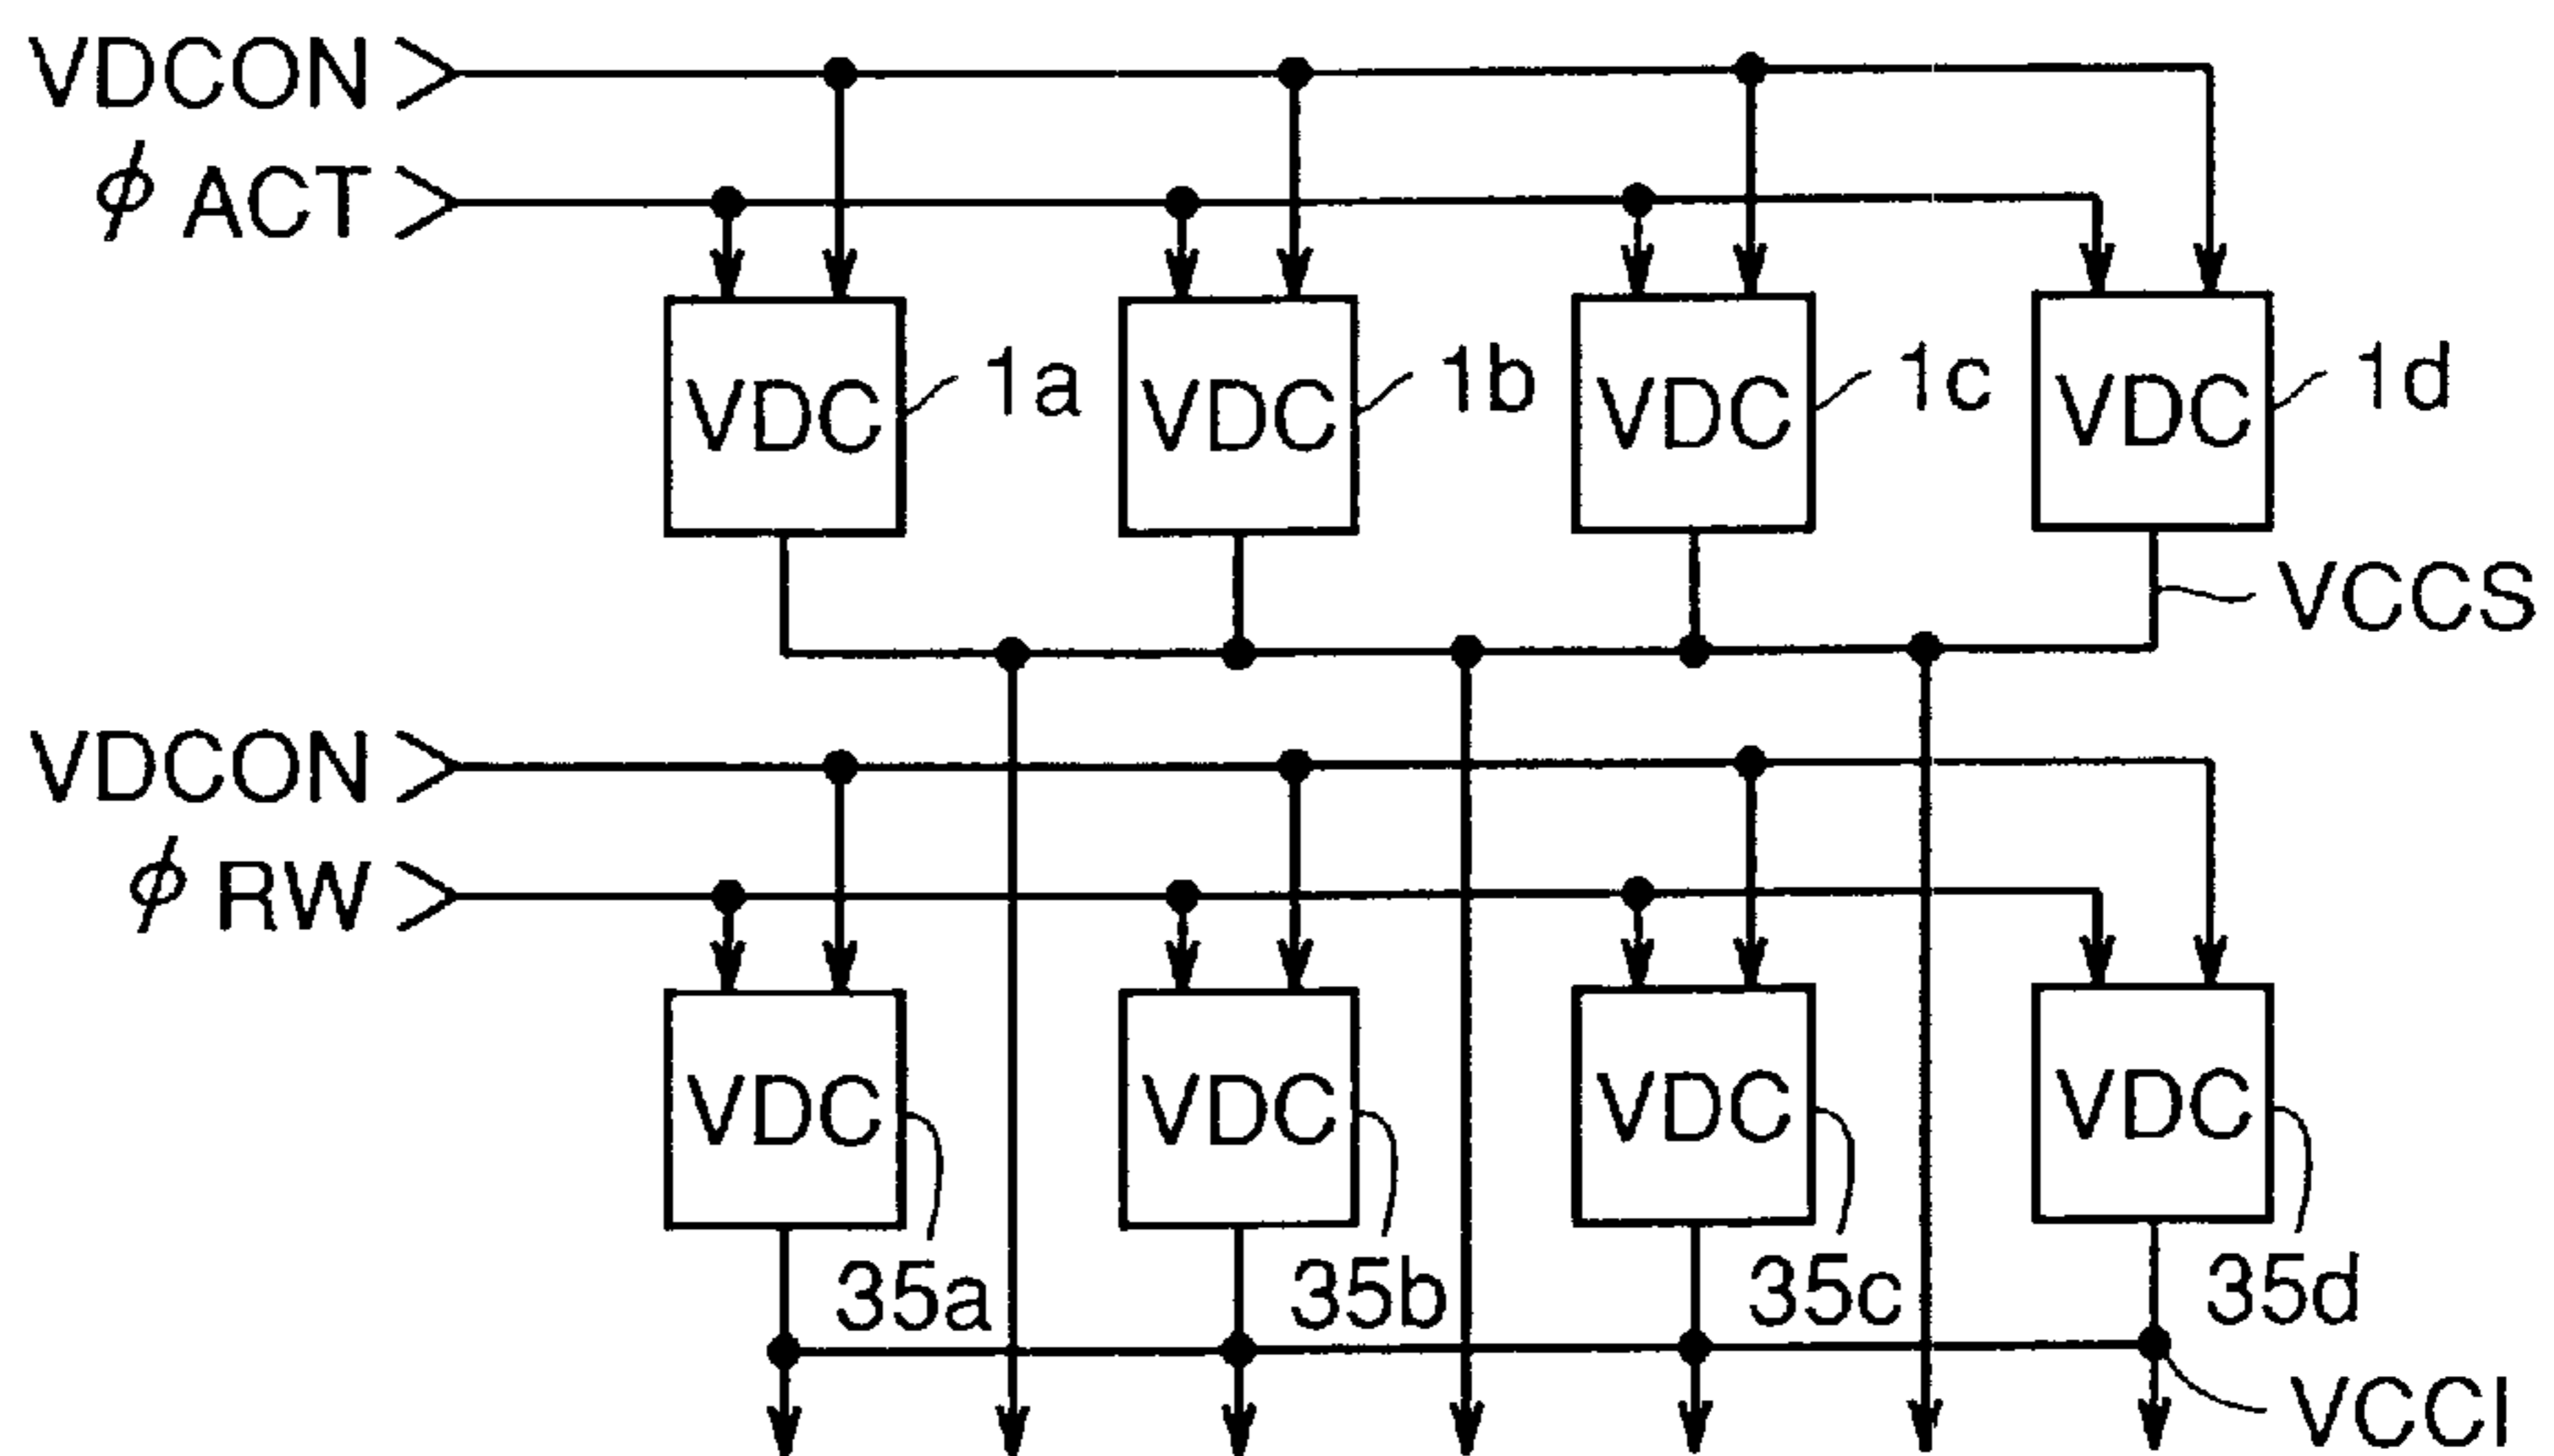 VDCON
ϕ ACT
VDC 1a VDC 1b VDC 1c VDC 1d
VCCS
VDCON
ϕ RW
VDC VDC VDC VDC
35a 35b 35c 35d
VCCI